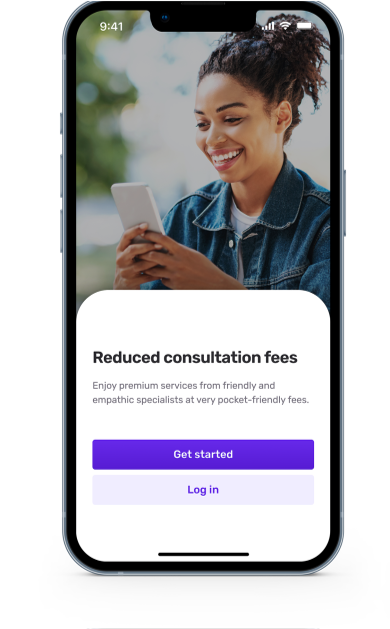 9:41
Reduced consultation fees
Enjoy premium services from friendly and
empathic specialists at very pocket-friendly fees.
Get started
Log in